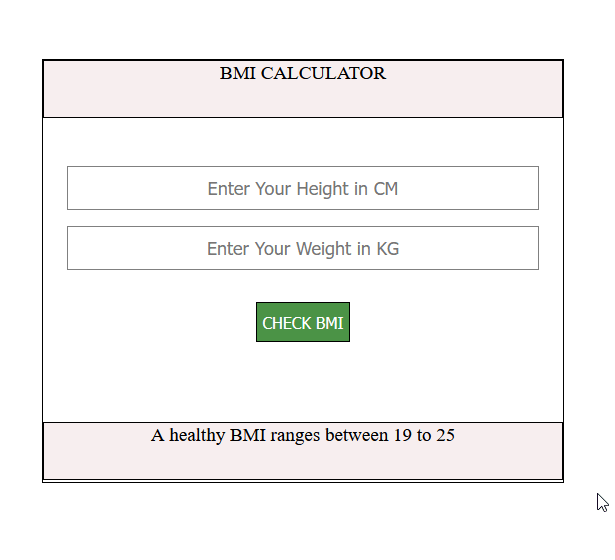 BMI CALCULATOR
Enter Your Height in CM
Enter Your Weight in KG
CHECK BMI
A healthy BMI ranges between 19 to 25